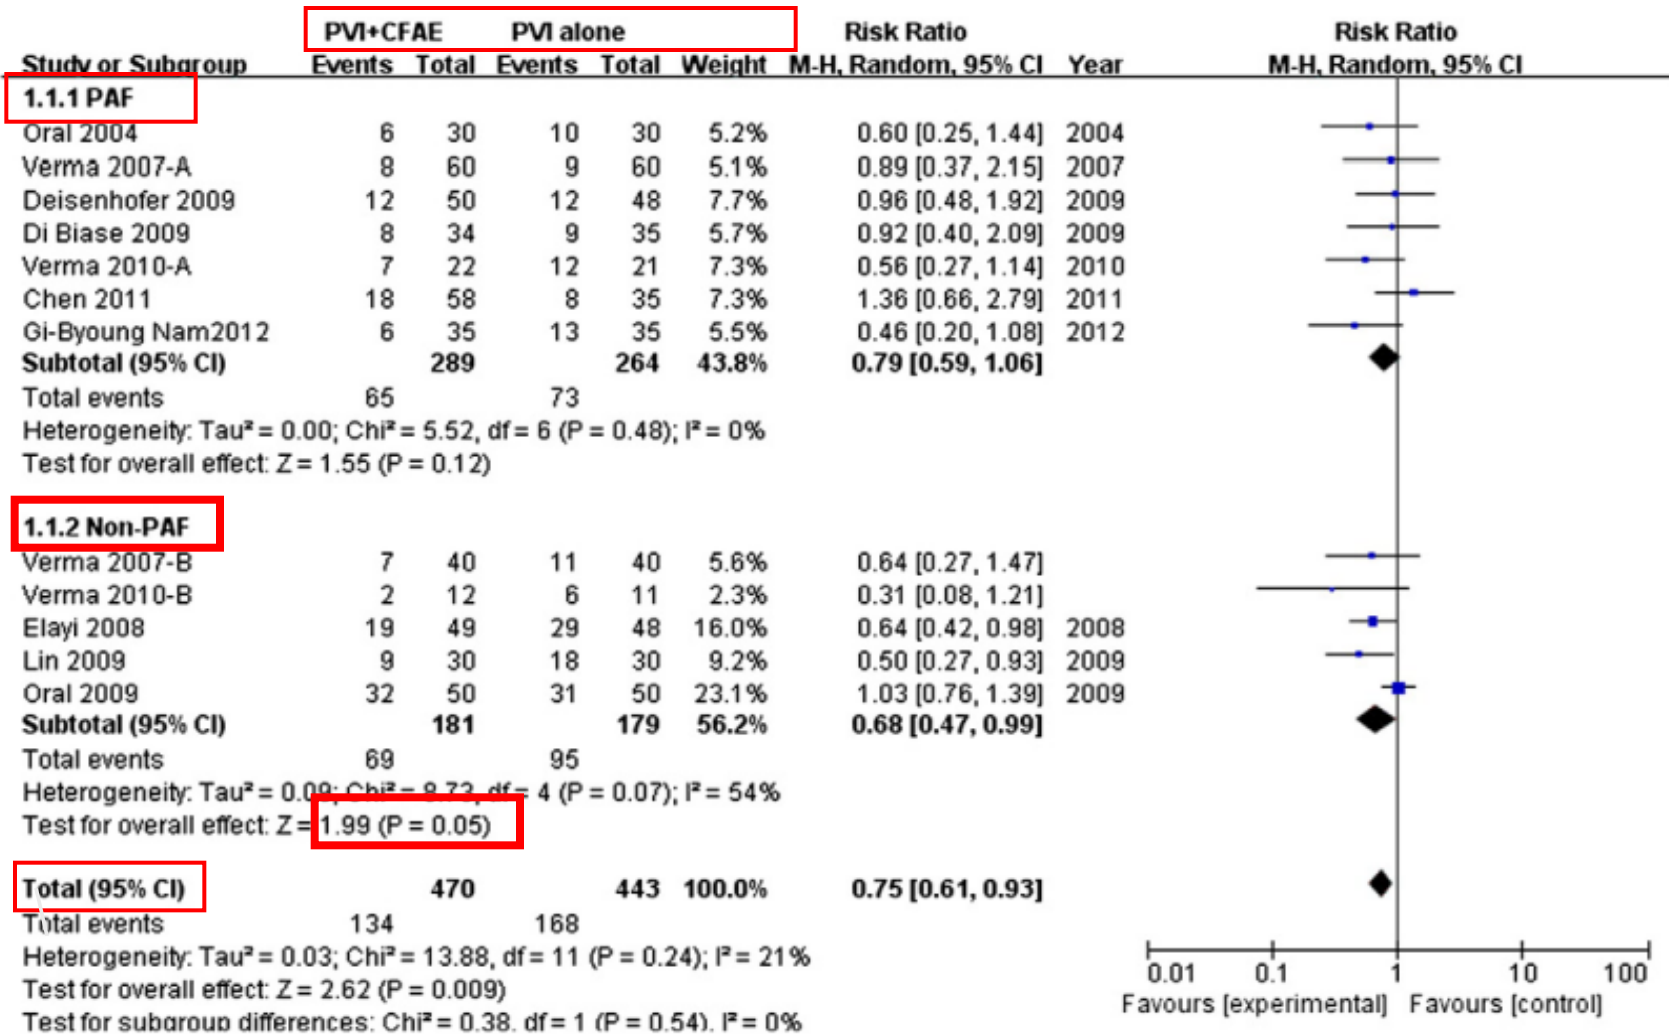 PVI+CFAE PVI alone Risk Ratio Risk Ratio
Study or Subgroup Events Total Events Total Weight M-H, Random, 95% CI Year M-H, Random, 95% CI
1.1.1 PAF
Oral 2004 6 30 10 30 5.2% 0.60 [0.25, 1.44] 2004
Verma 2007-A 8 60 9 60 5.1% 0.89 [0.37, 2.15] 2007
Deisenhofer 2009 12 50 12 48 7.7% 0.96 [0.48, 1.92] 2009
Di Biase 2009 8 34 9 35 5.7% 0.92 [0.40, 2.09] 2009
Verma 2010-A 7 22 12 21 7.3% 0.56 [0.27, 1.14] 2010
Chen 2011 18 58 8 35 7.3% 1.36 [0.66, 2.79] 2011
Gi-Byoung Nam2012 6 35 13 35 5.5% 0.46 [0.20, 1.08] 2012
Subtotal (95% CI) 289 264 43.8% 0.79 [0.59, 1.06]
Total events 65 73
Heterogeneity: Tau² = 0.00; Chi² = 5.52, df = 6 (P = 0.48); I² = 0%
Test for overall effect: Z = 1.55 (P = 0.12)
1.1.2 Non-PAF
Verma 2007-B 7 40 11 40 5.6% 0.64 [0.27, 1.47]
Verma 2010-B 2 12 6 11 2.3% 0.31 [0.08, 1.21]
Elayi 2008 19 49 29 48 16.0% 0.64 [0.42, 0.98] 2008
Lin 2009 9 30 18 30 9.2% 0.50 [0.27, 0.93] 2009
Oral 2009 32 50 31 50 23.1% 1.03 [0.76, 1.39] 2009
Subtotal (95% CI) 181 179 56.2% 0.68 [0.47, 0.99]
Total events 69 95
Heterogeneity: Tau² = 0.09; Chi² = 8.73, df = 4 (P = 0.07); I² = 54%
Test for overall effect: Z = 1.99 (P = 0.05)
Total (95% CI) 470 443 100.0% 0.75 [0.61, 0.93]
Total events 134 168
Heterogeneity: Tau² = 0.03; Chi² = 13.88, df = 11 (P = 0.24); I² = 21%
Test for overall effect: Z = 2.62 (P = 0.009)
Test for subgroup differences: Chi² = 0.38. df = 1 (P = 0.54). I² = 0%
0.01 0.1 1 10 100
Favours [experimental] Favours [control]